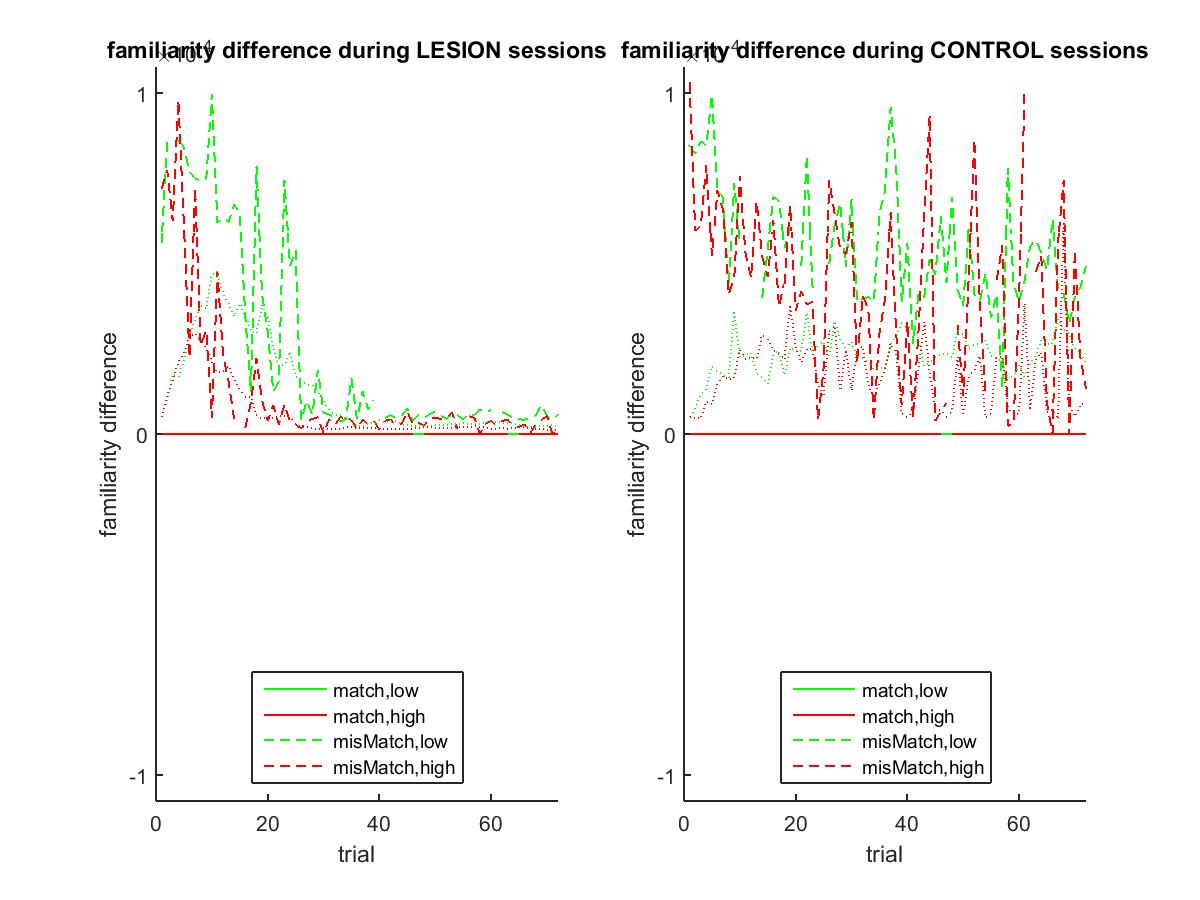 familiarity difference during LESION sessions
1
0
-1
0
20
40
60
familiarity difference
trial
match,low
match,high
misMatch,low
misMatch,high
familiarity difference during CONTROL sessions
1
0
-1
0
20
40
60
familiarity difference
trial
match,low
match,high
misMatch,low
misMatch,high